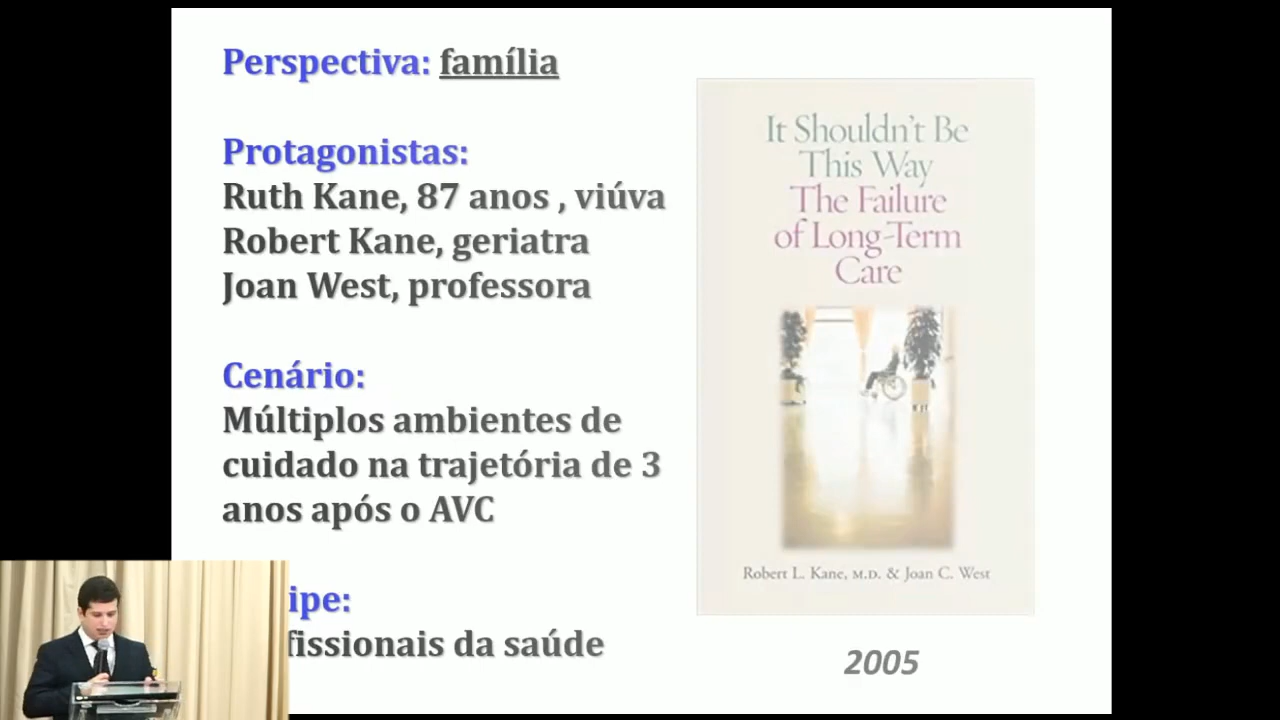 Perspectiva: família
Protagonistas:
Ruth Kane, 87 anos , viúva
Robert Kane, geriatra
Joan West, professora
Cenário:
Múltiplos ambientes de
cuidado na trajetória de 3
anos após o AVC
ipe:
fissionais da saúde
It Shouldn't Be
This Way
The Failure
of Long-Term
Care
Robert L. Kane, M.D. & Joan C. West
2005